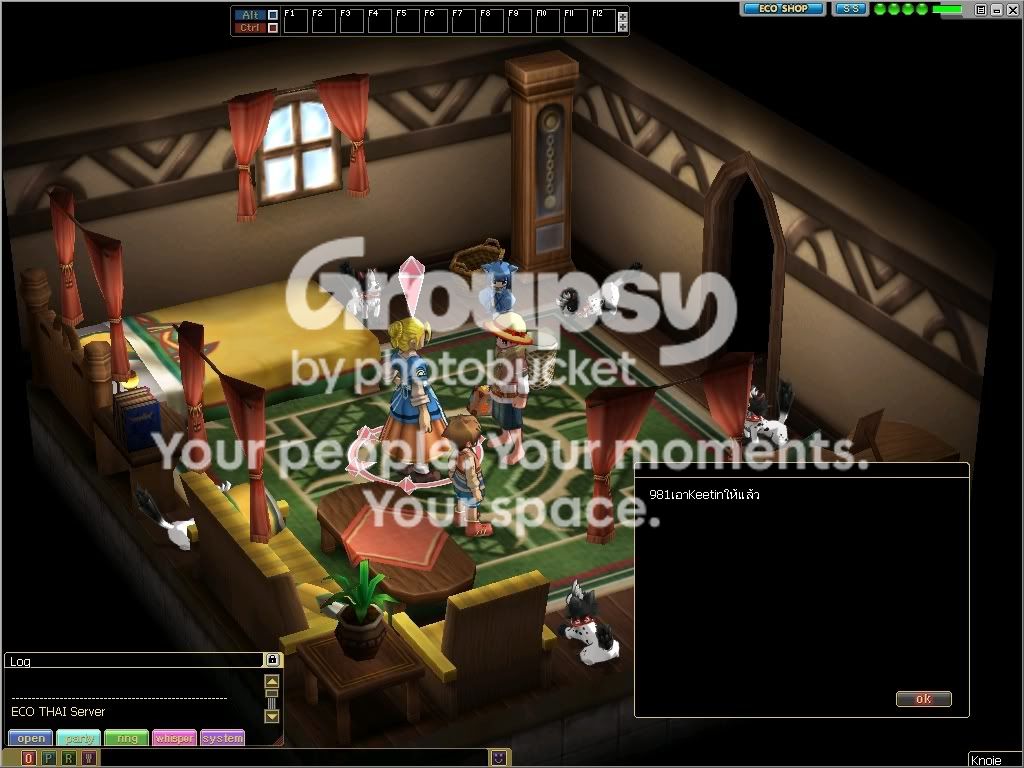 Alt
Ctrl
F1 F2 F3 F4 F5 F6 F7 F8 F9 F10 F11 F12
ECO SHOP
S S
Groupsy
by photobucket
Your people. Your moments.
Your space.
981เอาKeetinให้แล้ว
ok
Log
ECO THAI Server
open party ring whisper system
O P R W
Knoie